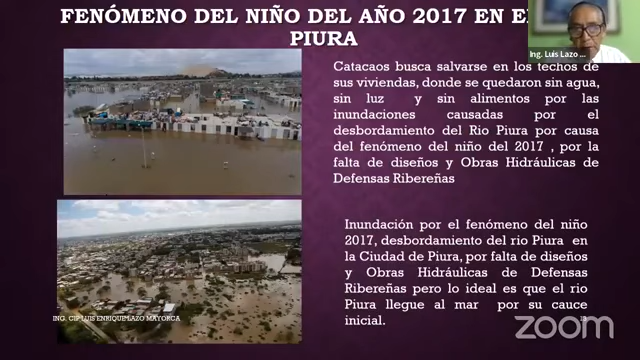 FENÓMENO DEL NIÑO DEL AÑO 2017 EN E
PIURA
Ing. Luis Lazo ...
Catacaos busca salvarse en los techos de
sus viviendas, donde se quedaron sin agua,
sin luz y sin alimentos por las
inundaciones causadas por el
desbordamiento del Rio Piura por causa
del fenómeno del niño del 2017 , por la
falta de diseños y Obras Hidráulicas de
Defensas Ribereñas
Inundación por el fenómeno del niño
2017, desbordamiento del rio Piura en
la Ciudad de Piura, por falta de diseños
y Obras Hidráulicas de Defensas
Ribereñas pero lo ideal es que el rio
Piura llegue al mar por su cauce
inicial.
ING. CIP LUIS ENRIQUE LAZO MAYORCA
zoom